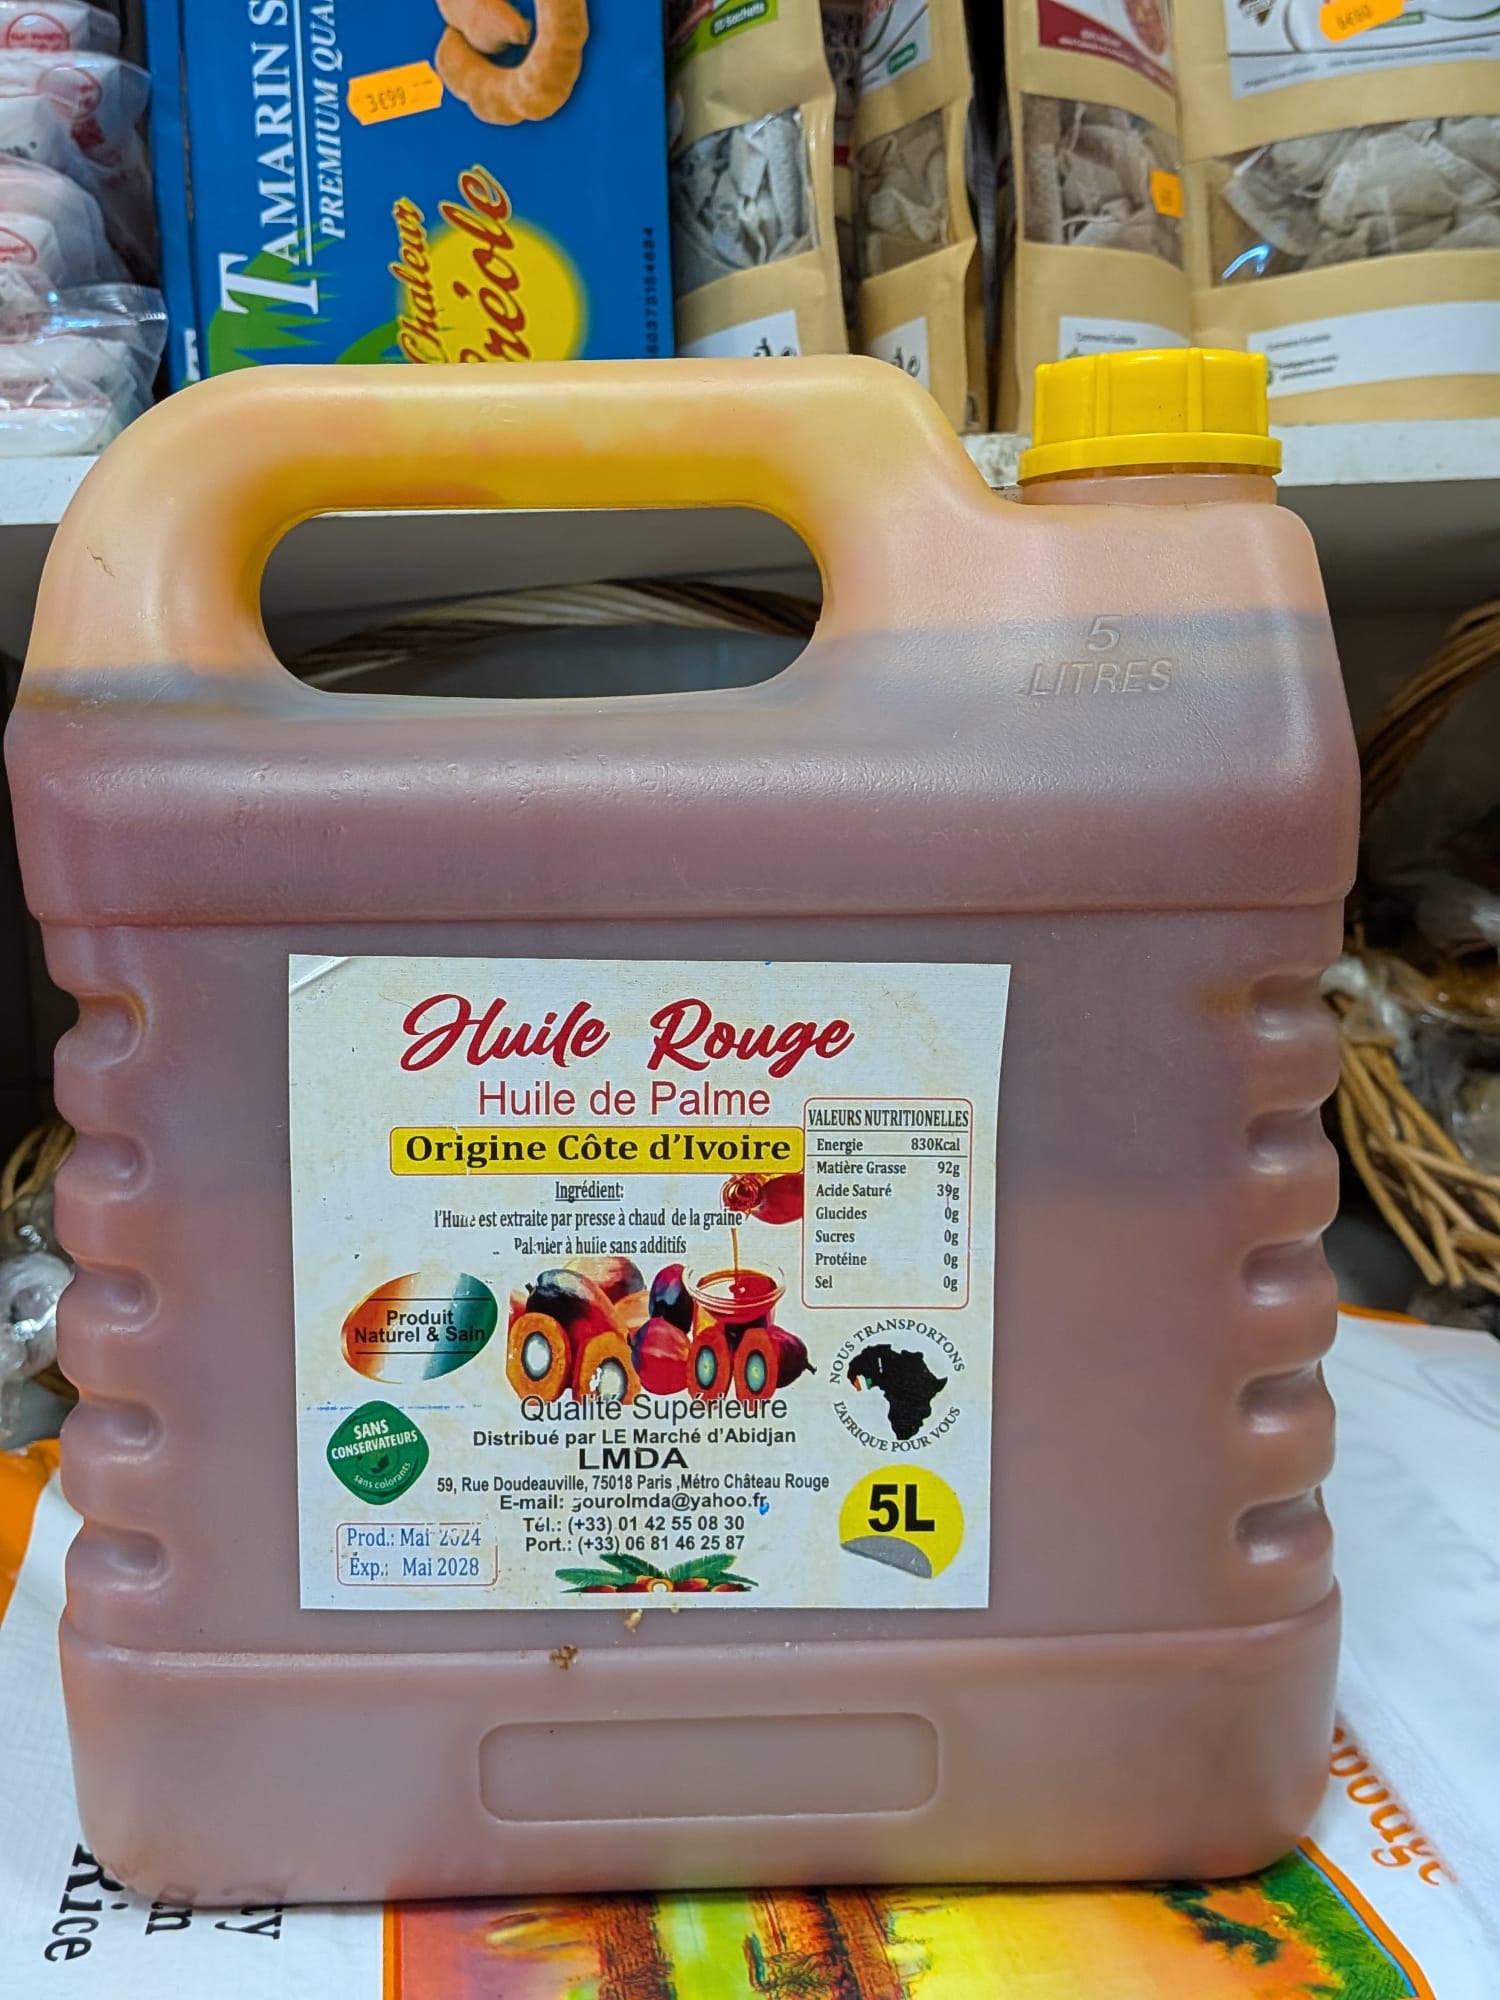 TAMARIN S
PREMIUM QUA
3€99
Chaleur
Créole
5
LITRES
Huile Rouge
Huile de Palme
Origine Côte d'Ivoire
Ingrédient:
l'Huile est extraite par presse à chaud de la graine
Palmier à huile sans additifs
VALEURS NUTRITIONELLES
Energie 830Kcal
Matière Grasse 92g
Acide Saturé 39g
Glucides 0g
Sucres 0g
Protéine 0g
Sel 0g
Produit
Naturel & Sain
NOUS TRANSPORTONS
L'AFRIQUE POUR VOUS
SANS
CONSERVATEURS
sans colorants
Qualité Supérieure
Distribué par LE Marché d'Abidjan
LMDA
59, Rue Doudeauville, 75018 Paris ,Métro Château Rouge
E-mail: gourolmda@yahoo.fr
Tél.: (+33) 01 42 55 08 30
Port.: (+33) 06 81 46 25 87
5L
Prod.: Mai 2024
Éxp.: Mai 2028
Rice